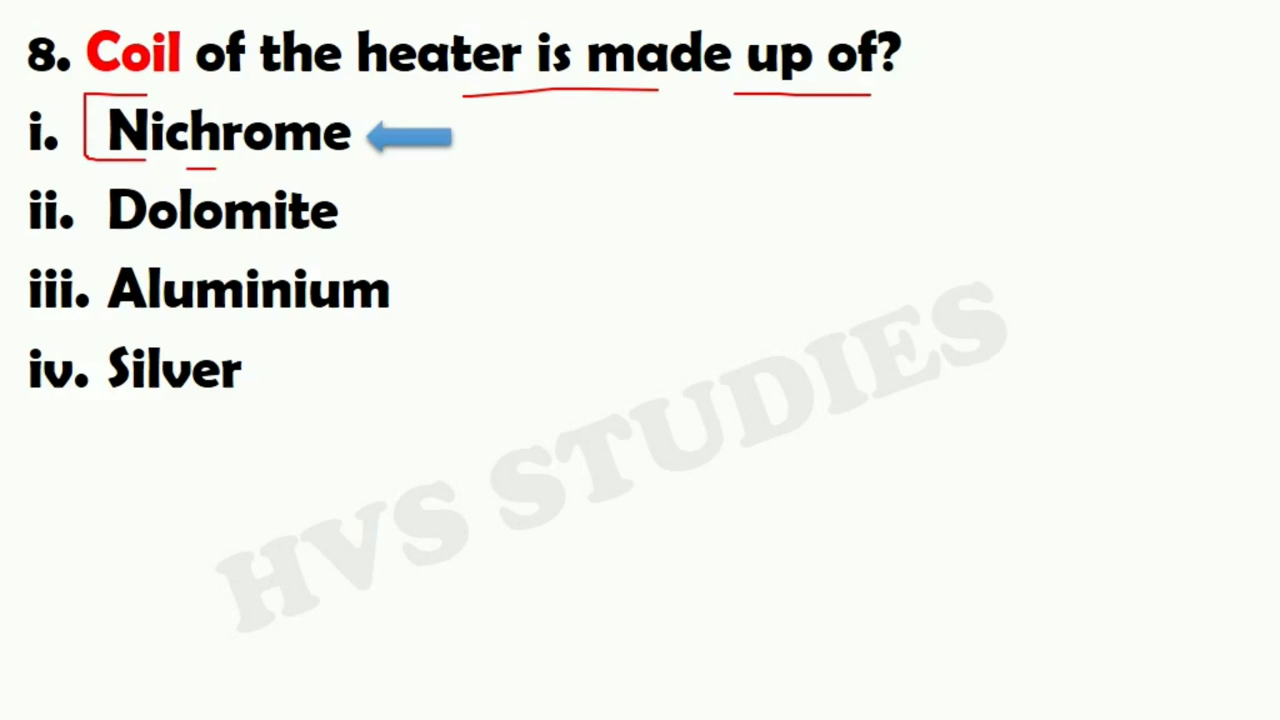 8. Coil of the heater is made up of?
i. Nichrome
ii. Dolomite
iii. Aluminium
iv. Silver
HVS STUDIES